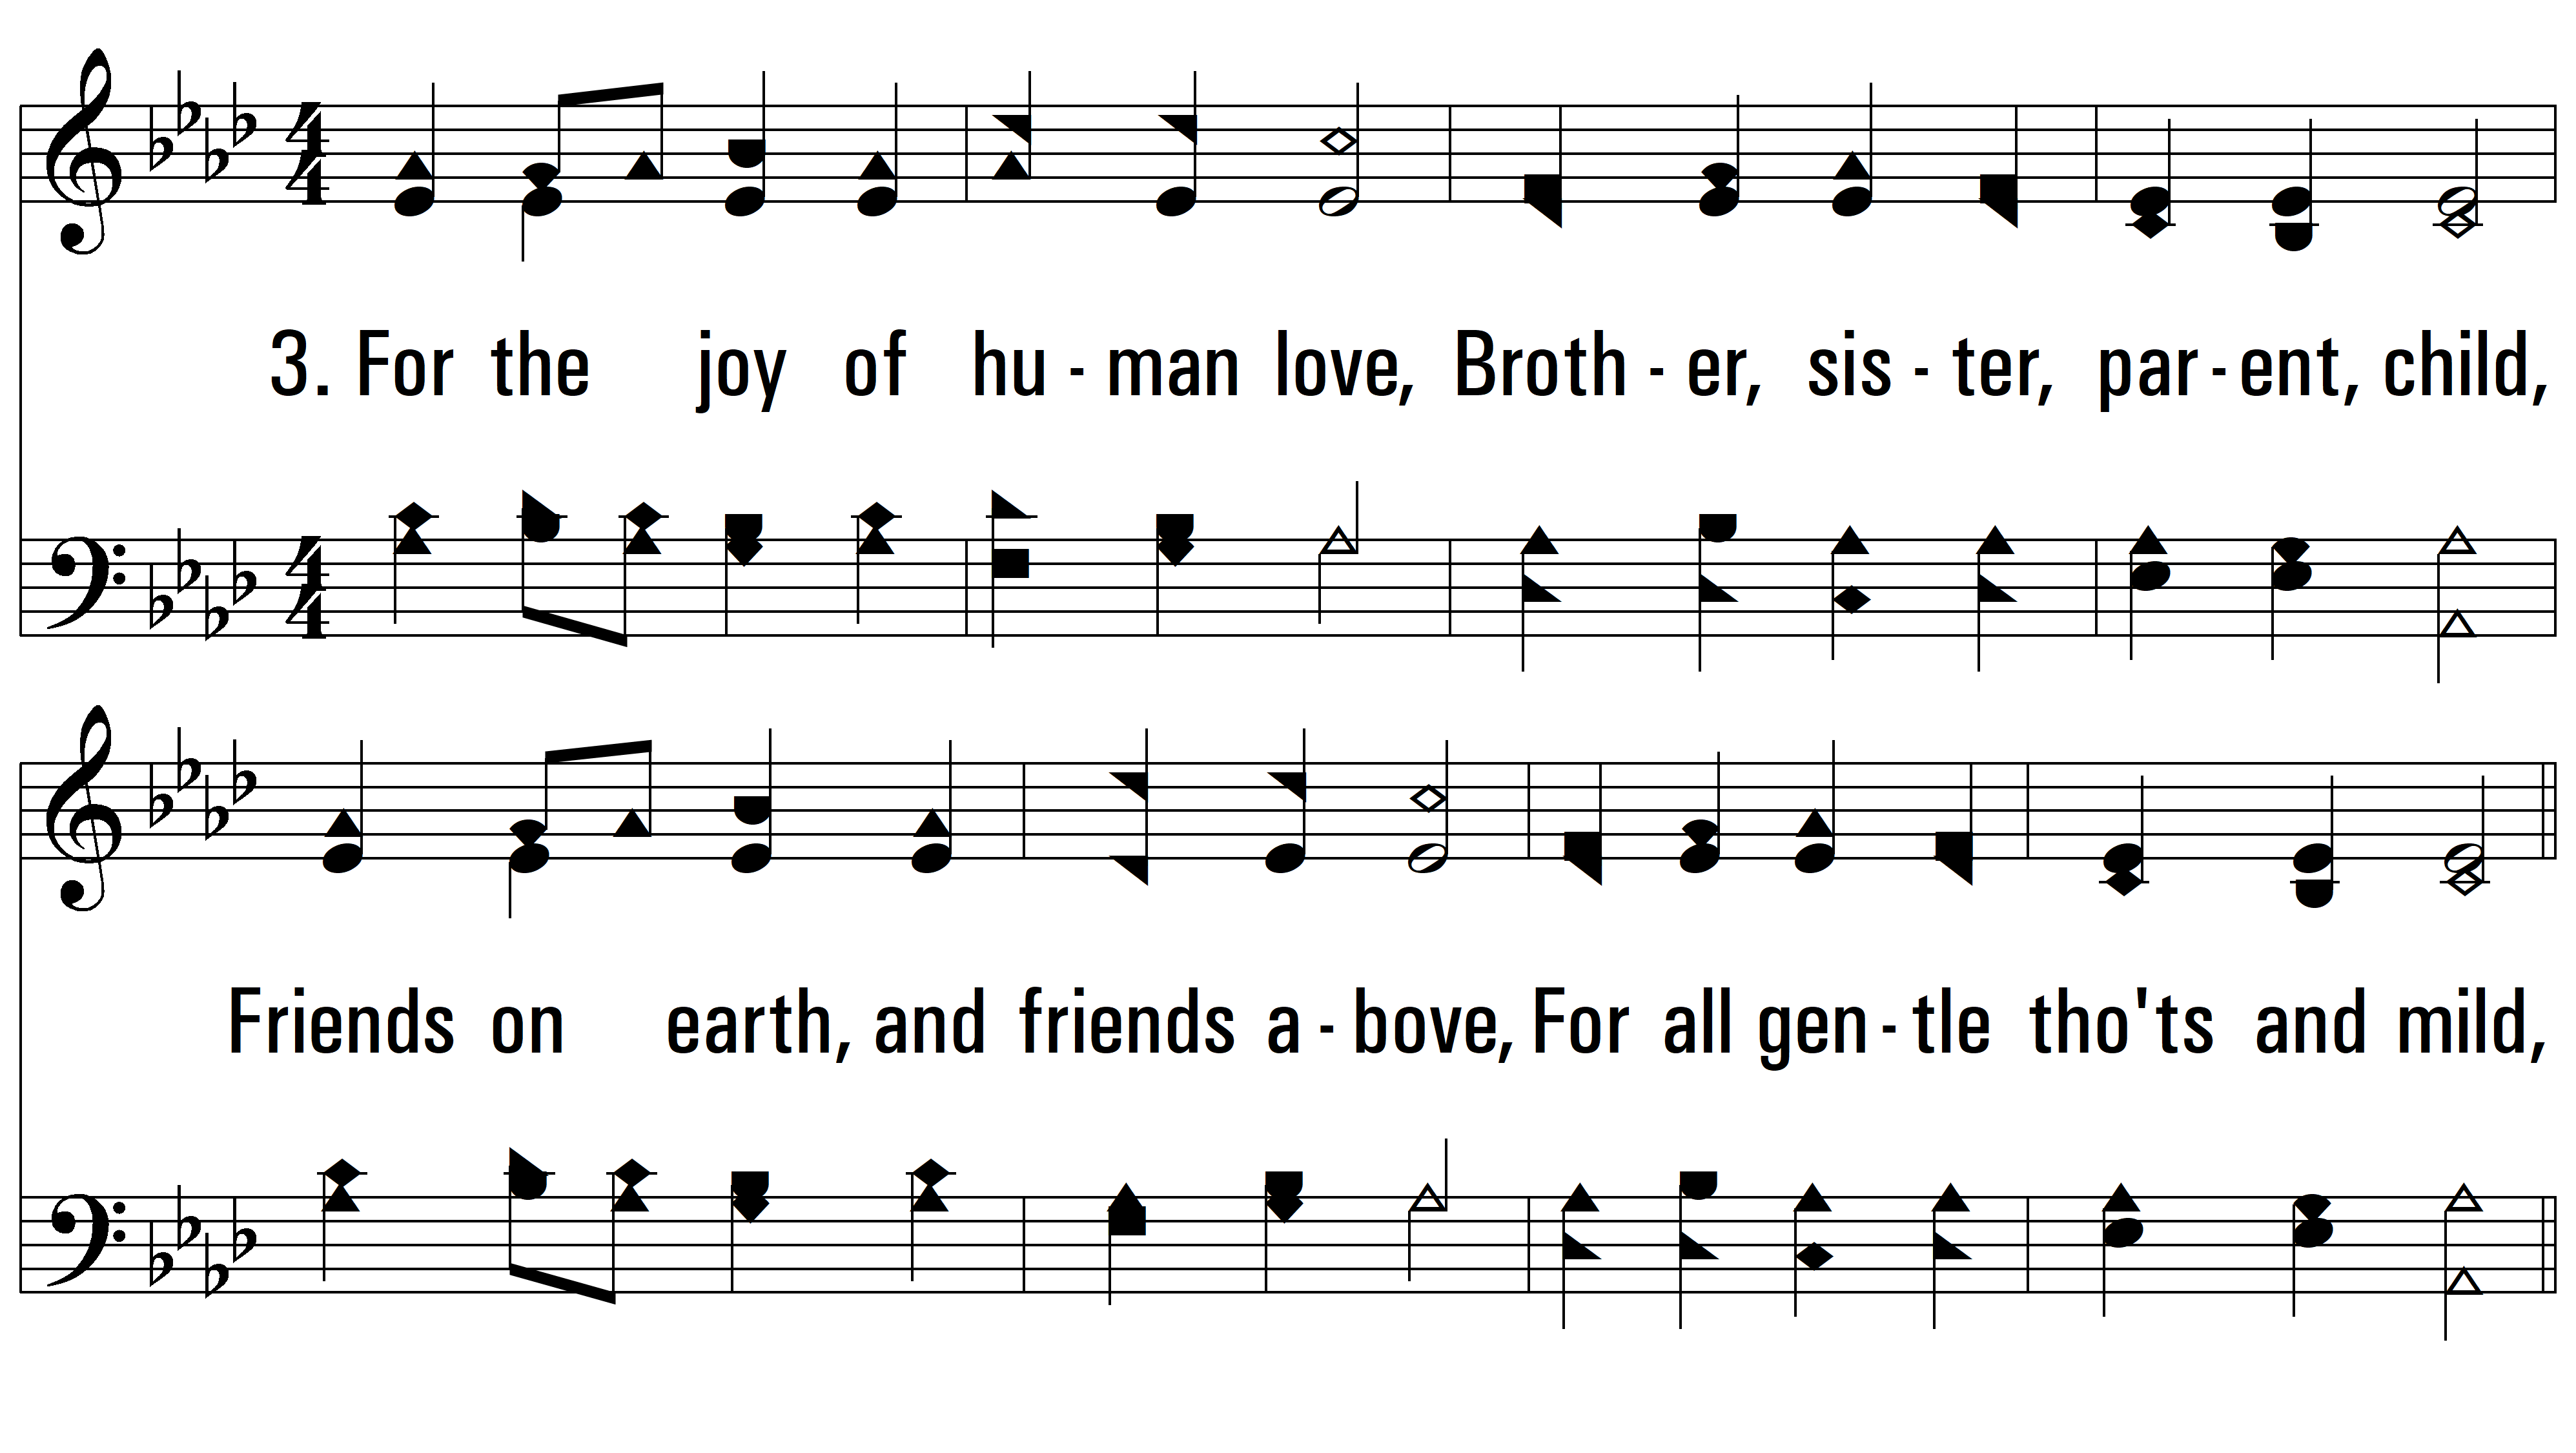 3. For the joy of hu - man love, Broth - er, sis - ter, par - ent, child,
Friends on earth, and friends a - bove, For all gen - tle tho'ts and mild,